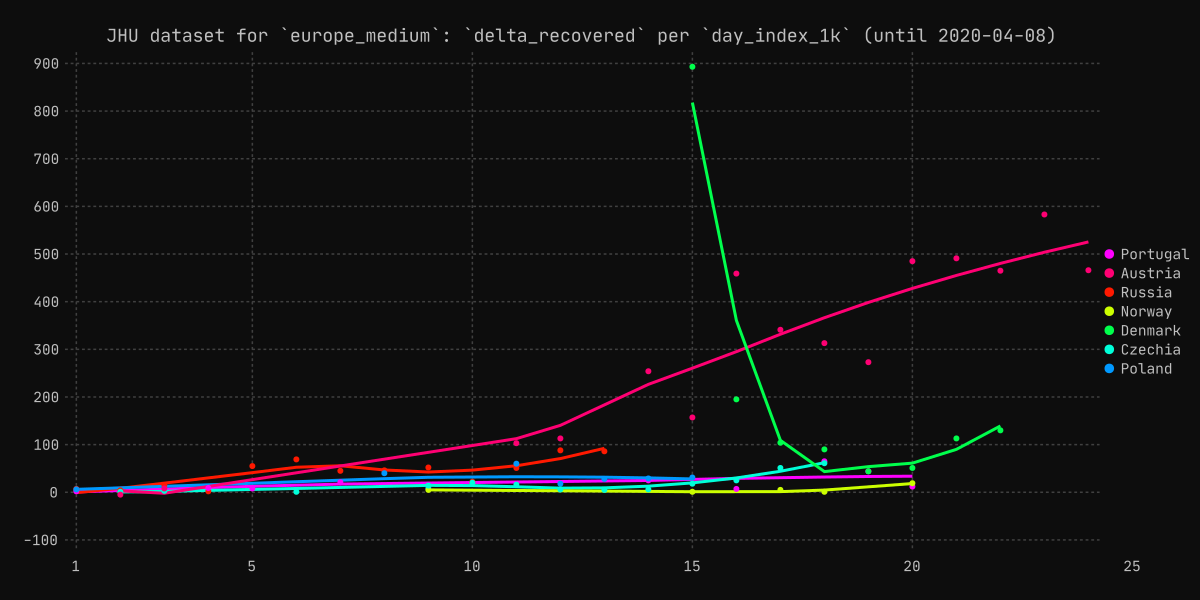 JHU dataset for `europe_medium`: `delta_recovered` per `day_index_1k` (until 2020-04-08)
900
800
700
600
500
400
300
200
100
0
-100
1 5 10 15 20 25
Portugal
Austria
Russia
Norway
Denmark
Czechia
Poland